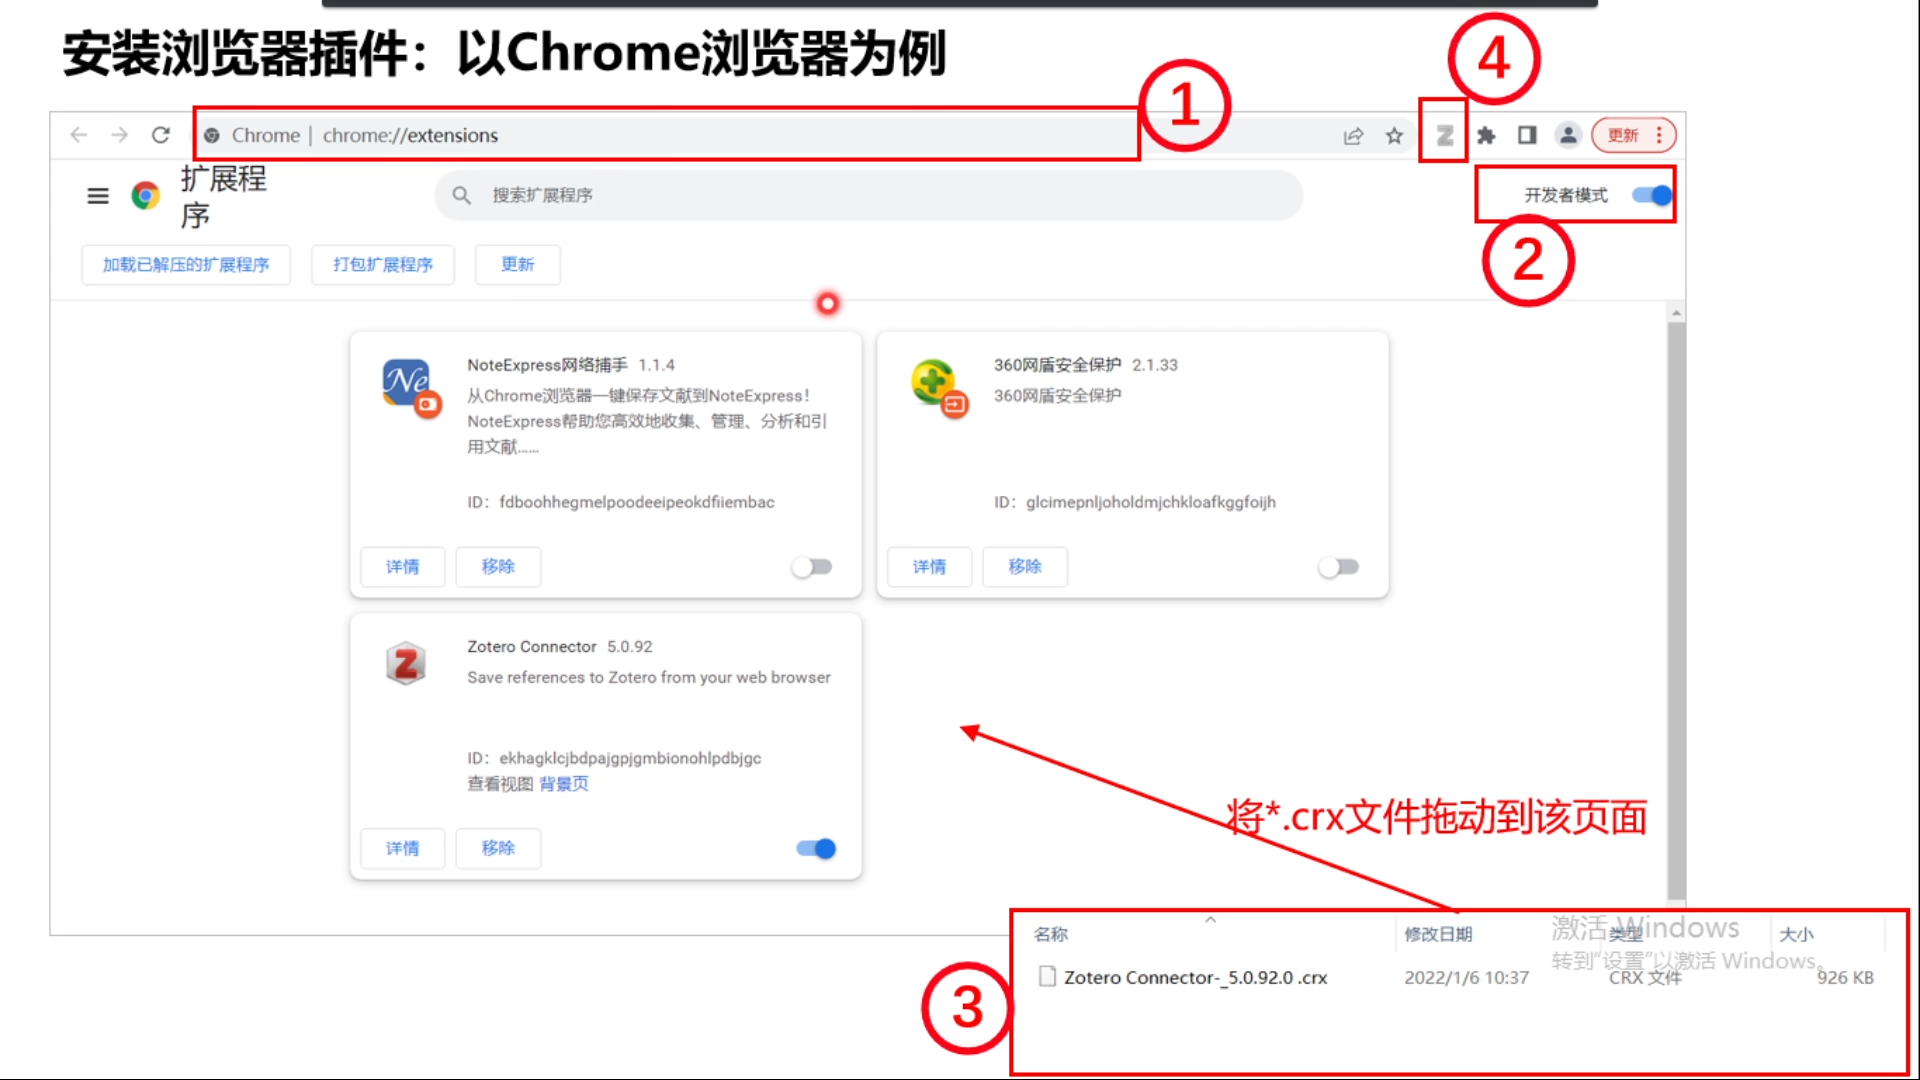 安装浏览器插件：以Chrome浏览器为例
④
①
Chrome | chrome://extensions
更新
扩展程
序
搜索扩展程序
开发者模式
②
加载已解压的扩展程序
打包扩展程序
更新
NoteExpress网络捕手 1.1.4
从Chrome浏览器一键保存文献到NoteExpress！
NoteExpress帮助您高效地收集、管理、分析和引
用文献......
ID：fdboohhegmelpoodeeipeokdfiiembac
详情
移除
360网盾安全保护 2.1.33
360网盾安全保护
ID：glcimepnljoholdmjchkloafkggfoijh
详情
移除
Zotero Connector 5.0.92
Save references to Zotero from your web browser
ID：ekhagklcjbdpajgpjgmbionohlpdbjgc
查看视图 背景页
详情
移除
将*.crx文件拖动到该页面
③
名称 修改日期 类型 大小
Zotero Connector-_5.0.92.0 .crx 2022/1/6 10:37 CRX 文件 926 KB
激活 Windows
转到“设置”以激活 Windows。